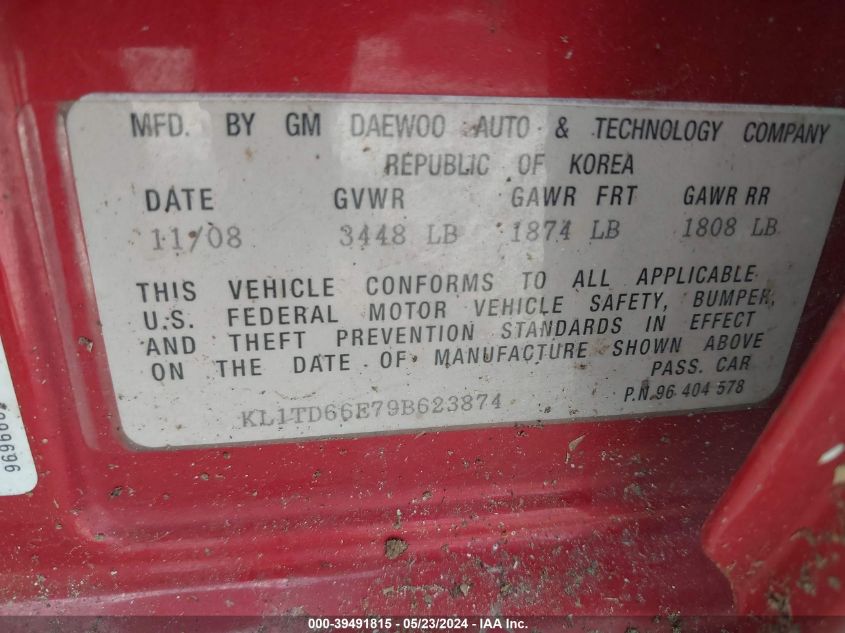 MFD. BY GM DAEWOO AUTO & TECHNOLOGY COMPANY
REPUBLIC OF KOREA
DATE GVWR GAWR FRT GAWR RR
11/08 3448 LB 1874 LB 1808 LB
THIS VEHICLE CONFORMS TO ALL APPLICABLE
U.S. FEDERAL MOTOR VEHICLE SAFETY, BUMPER,
AND THEFT PREVENTION STANDARDS IN EFFECT
ON THE DATE OF MANUFACTURE SHOWN ABOVE
PASS. CAR
P.N.96 404 578
KL1TD66E79B623874
000-39491815 - 05/23/2024 - IAAI.com